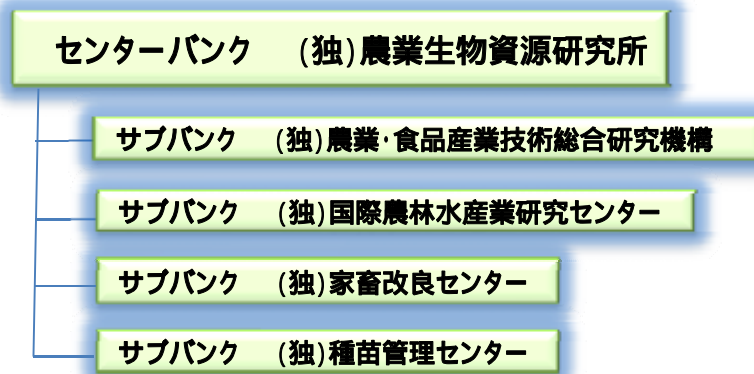 センターバンク　(独)農業生物資源研究所
サブバンク　(独)農業・食品産業技術総合研究機構
サブバンク　(独)国際農林水産業研究センター
サブバンク　(独)家畜改良センター
サブバンク　(独)種苗管理センター